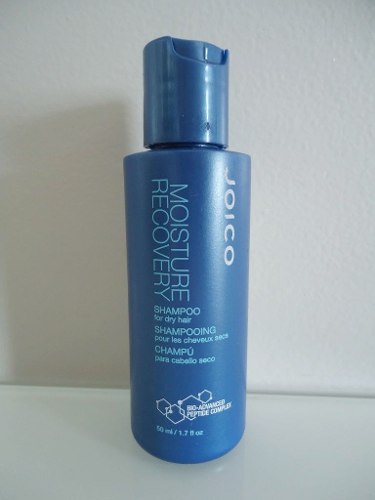 JOICO
MOISTURE
RECOVERY
SHAMPOO
for dry hair
SHAMPOOING
pour les cheveux secs
CHAMPÚ
para cabello seco
BIO-ADVANCED
PEPTIDE COMPLEX
50 ml / 1.7 fl oz